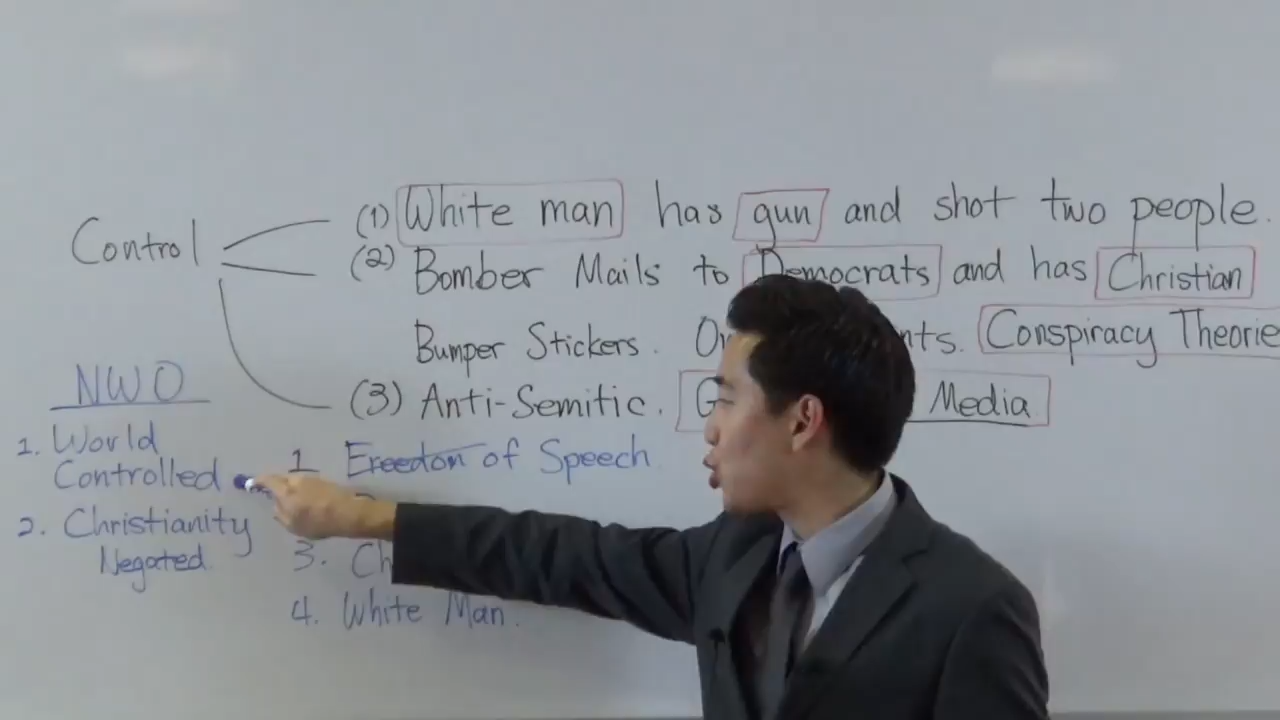 Control
(1) White man has gun and shot two people.
(2) Bomber Mails to Democrats and has Christian
Bumper Stickers. nts. Conspiracy Theorie
(3) Anti-Semitic. Media.
NWO
1. World
Controlled
2. Christianity
Negated.
1 Freedom of Speech
3. Ch
4. White Man.